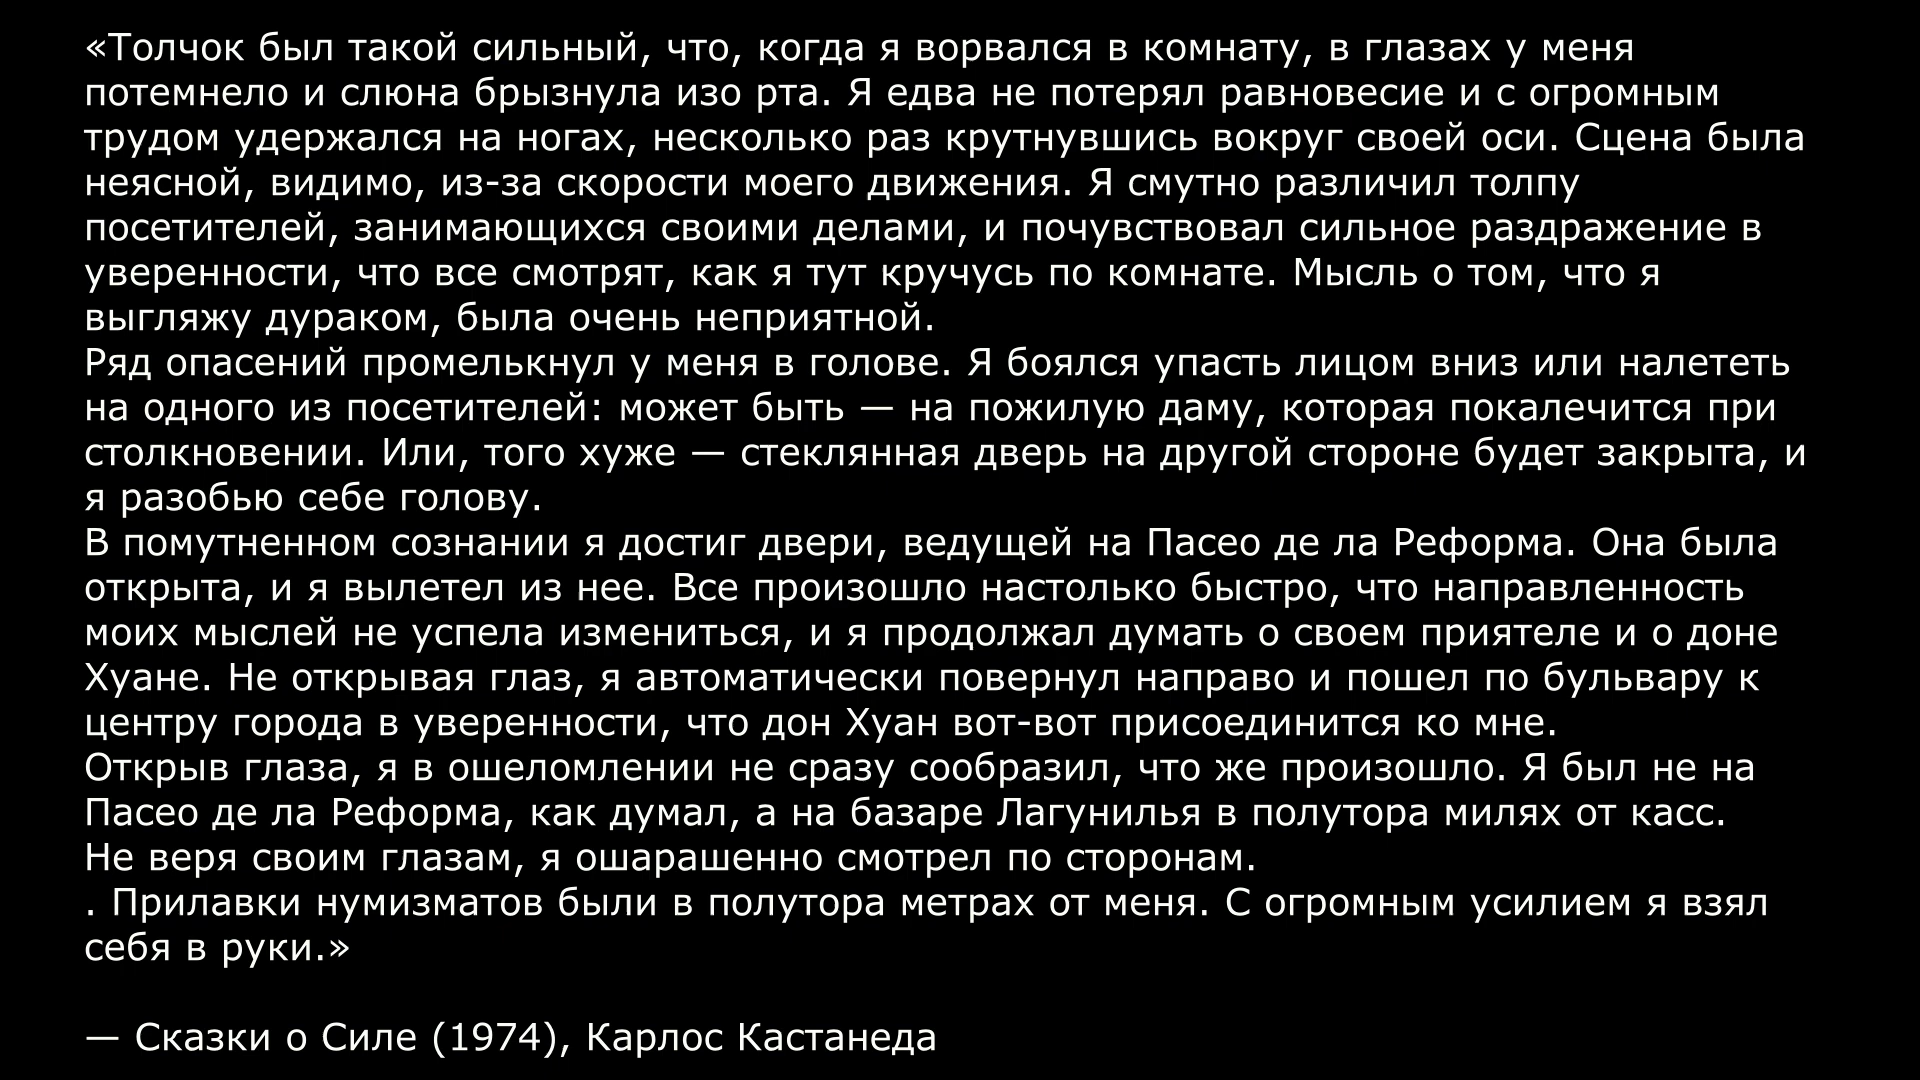 «Толчок был такой сильный, что, когда я ворвался в комнату, в глазах у меня
потемнело и слюна брызнула изо рта. Я едва не потерял равновесие и с огромным
трудом удержался на ногах, несколько раз крутнувшись вокруг своей оси. Сцена была
неясной, видимо, из-за скорости моего движения. Я смутно различил толпу
посетителей, занимающихся своими делами, и почувствовал сильное раздражение в
уверенности, что все смотрят, как я тут кручусь по комнате. Мысль о том, что я
выгляжу дураком, была очень неприятной.
Ряд опасений промелькнул у меня в голове. Я боялся упасть лицом вниз или налететь
на одного из посетителей: может быть — на пожилую даму, которая покалечится при
столкновении. Или, того хуже — стеклянная дверь на другой стороне будет закрыта, и
я разобью себе голову.
В помутненном сознании я достиг двери, ведущей на Пасео де ла Реформа. Она была
открыта, и я вылетел из нее. Все произошло настолько быстро, что направленность
моих мыслей не успела измениться, и я продолжал думать о своем приятеле и о доне
Хуане. Не открывая глаз, я автоматически повернул направо и пошел по бульвару к
центру города в уверенности, что дон Хуан вот-вот присоединится ко мне.
Открыв глаза, я в ошеломлении не сразу сообразил, что же произошло. Я был не на
Пасео де ла Реформа, как думал, а на базаре Лагунилья в полутора милях от касс.
Не веря своим глазам, я ошарашенно смотрел по сторонам.
. Прилавки нумизматов были в полутора метрах от меня. С огромным усилием я взял
себя в руки.»
— Сказки о Силе (1974), Карлос Кастанеда